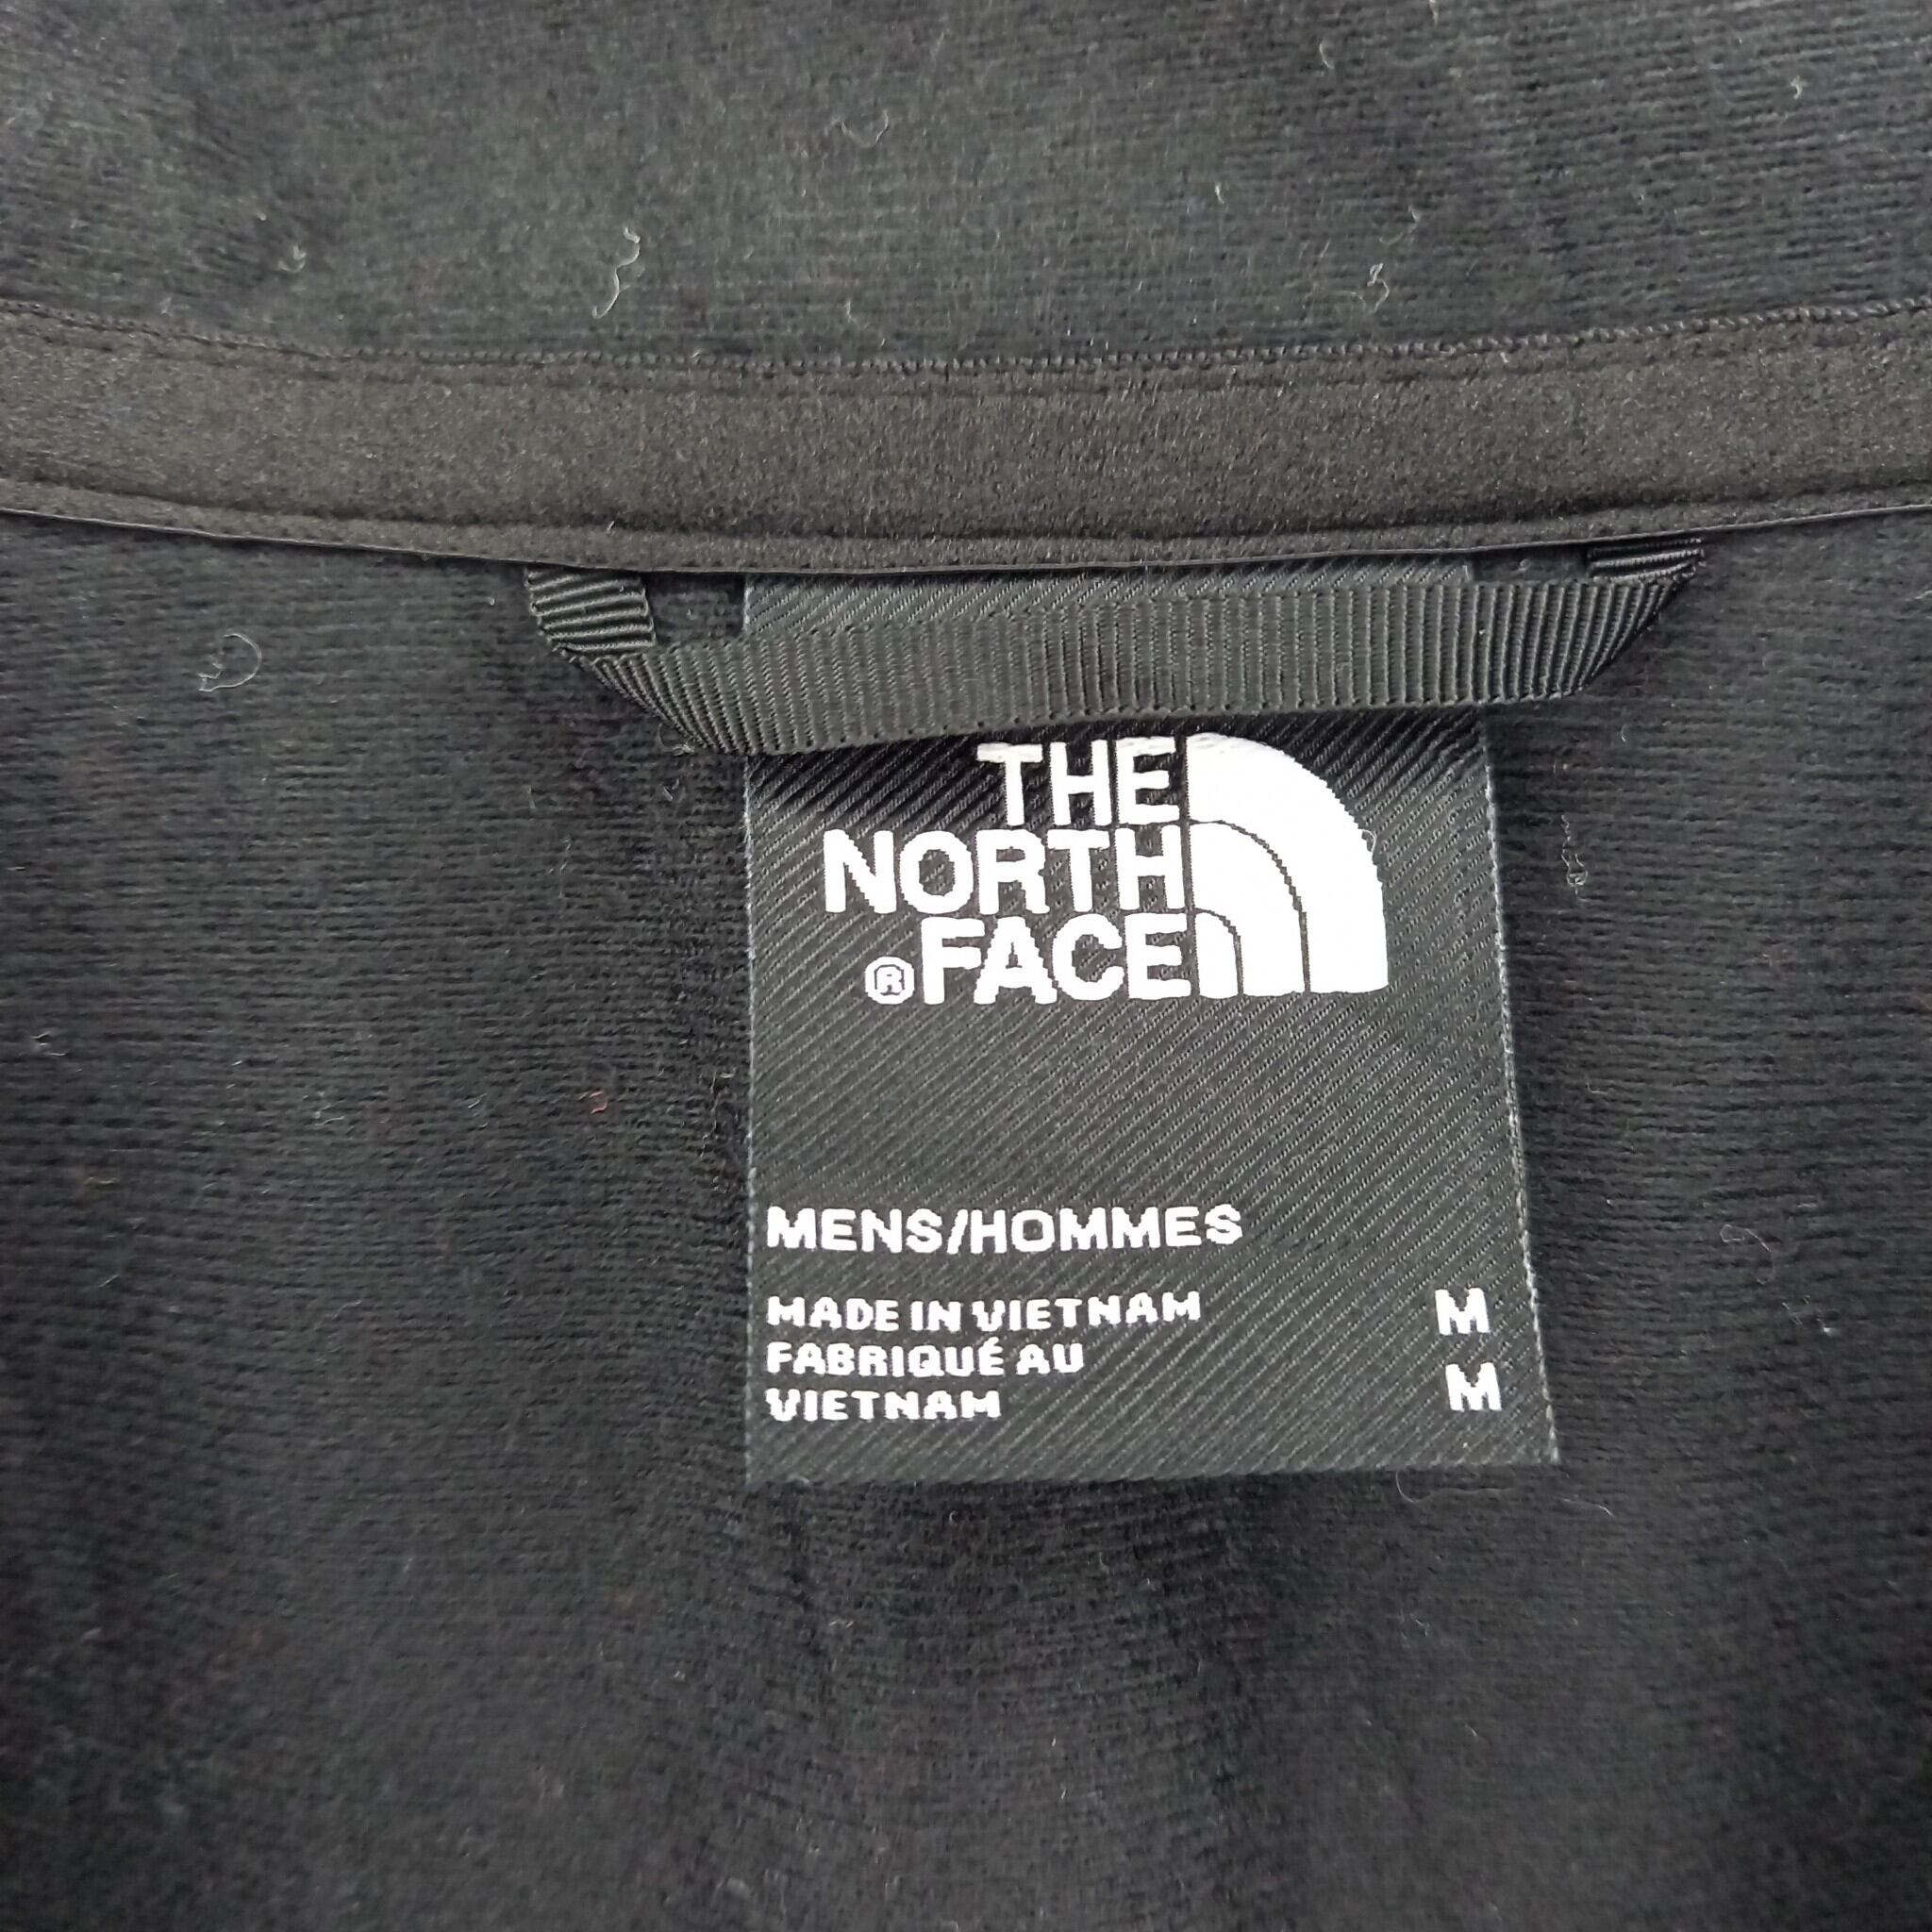 THE
NORTH
®FACE
MENS/HOMMES
MADE IN VIETNAM M
FABRIQUÉ AU
VIETNAM M